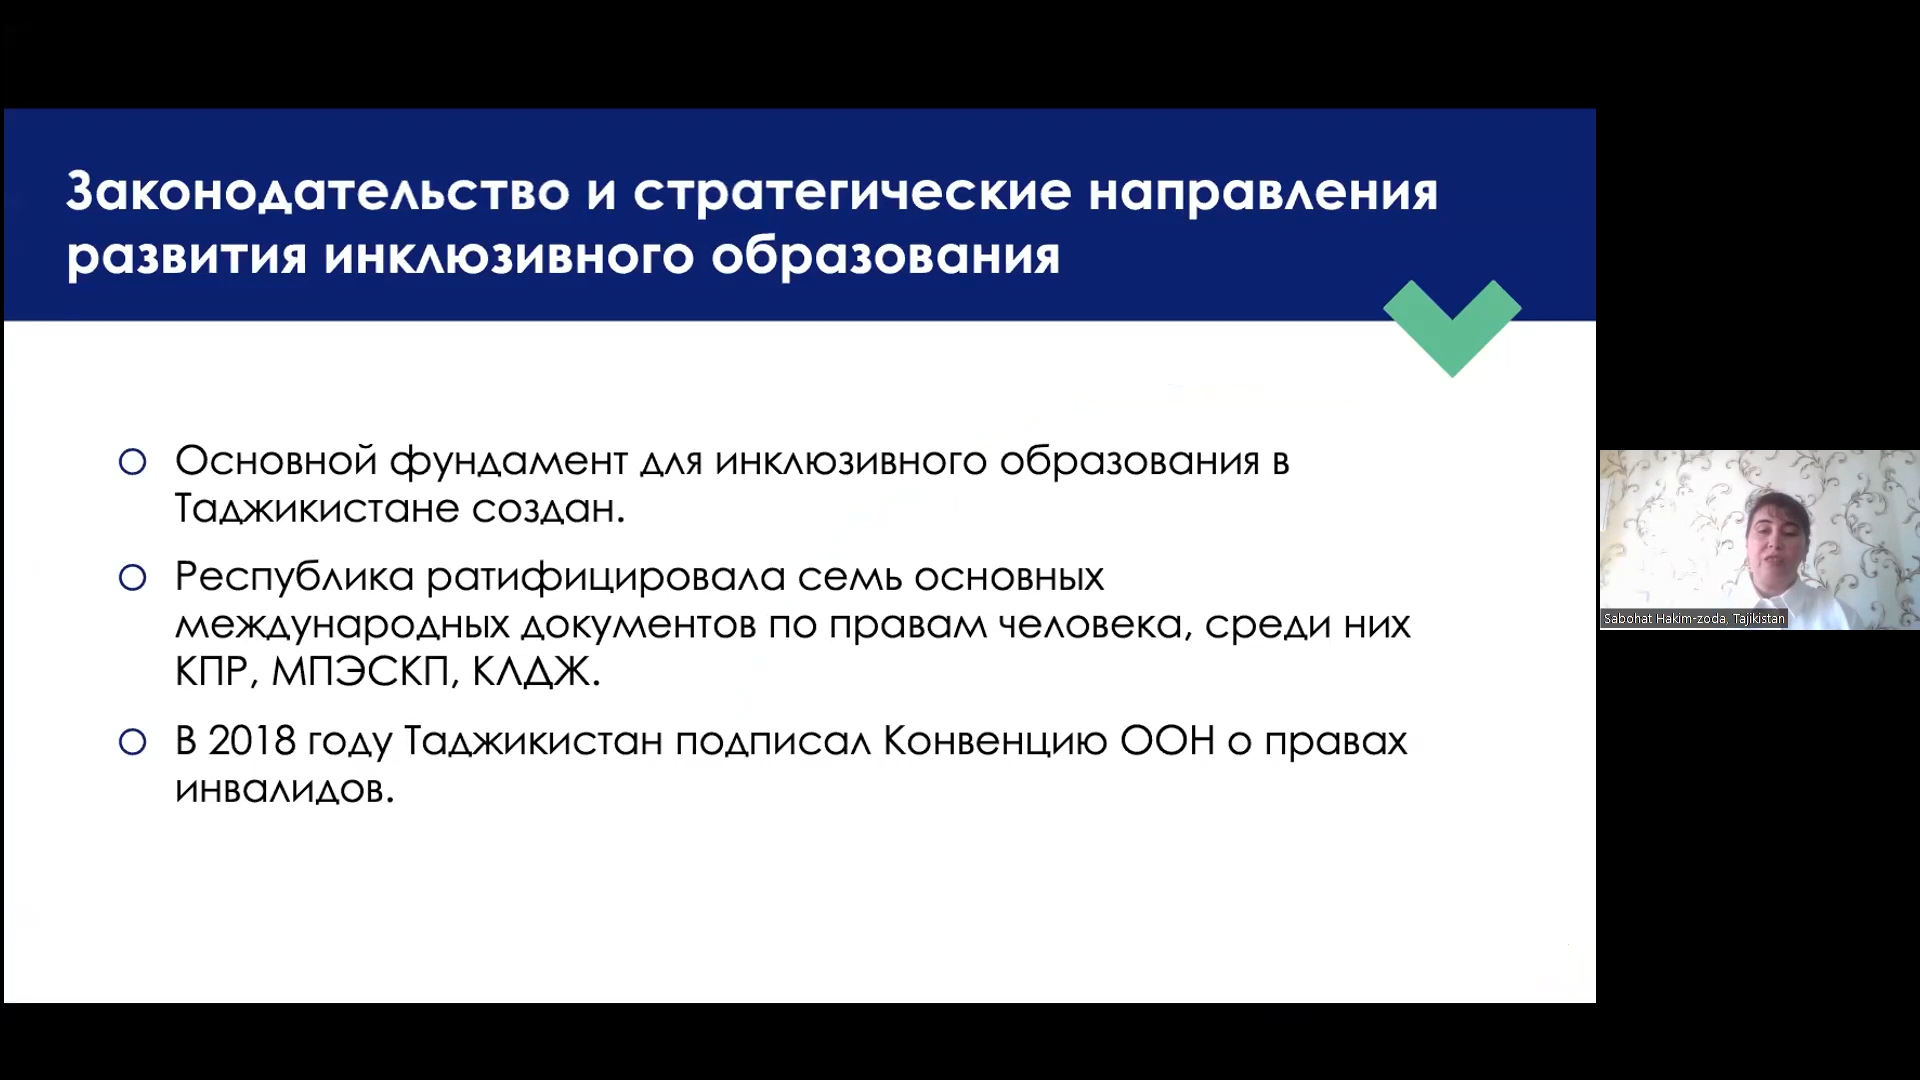 Законодательство и стратегические направления
развития инклюзивного образования
Основной фундамент для инклюзивного образования в
Таджикистане создан.
Республика ратифицировала семь основных
международных документов по правам человека, среди них
КПР, МПЭСКП, КЛДЖ.
В 2018 году Таджикистан подписал Конвенцию ООН о правах
инвалидов.
Sabohat Hakim-zoda, Tajikistan